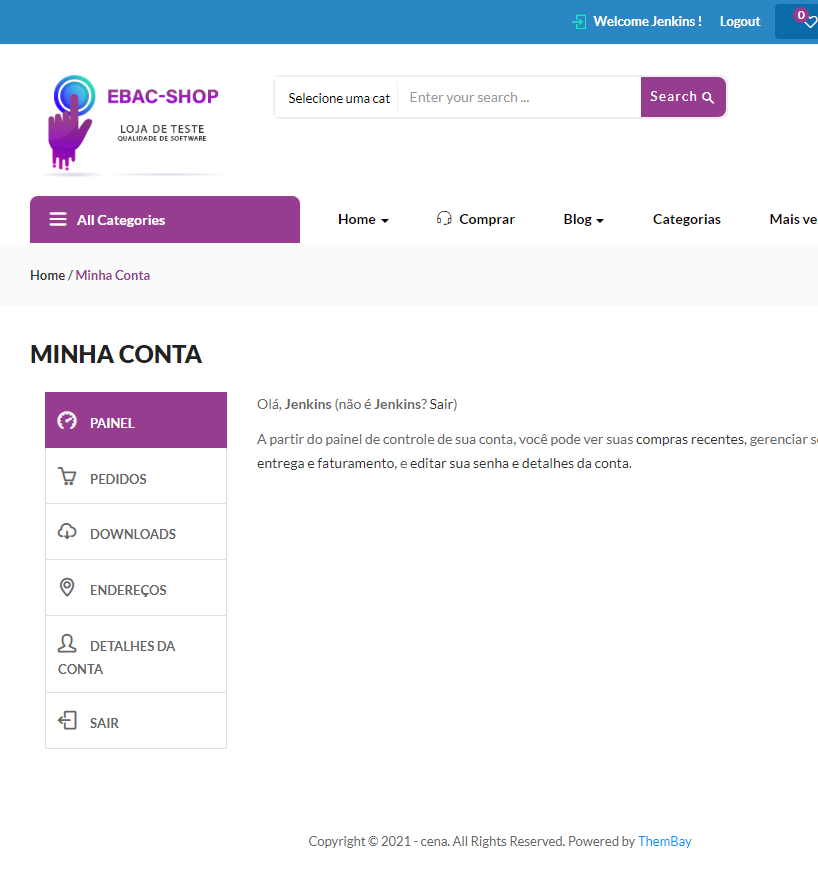 Welcome Jenkins !
Logout
0
EBAC-SHOP
LOJA DE TESTE
QUALIDADE DE SOFTWARE
Selecione uma cat
Enter your search ...
Search
All Categories
Home
Comprar
Blog
Categorias
Mais ve
Home / Minha Conta
MINHA CONTA
PAINEL
PEDIDOS
DOWNLOADS
ENDEREÇOS
DETALHES DA
CONTA
SAIR
Olá, Jenkins (não é Jenkins? Sair)
A partir do painel de controle de sua conta, você pode ver suas compras recentes, gerenciar s
entrega e faturamento, e editar sua senha e detalhes da conta.
Copyright © 2021 - cena. All Rights Reserved. Powered by ThemBay